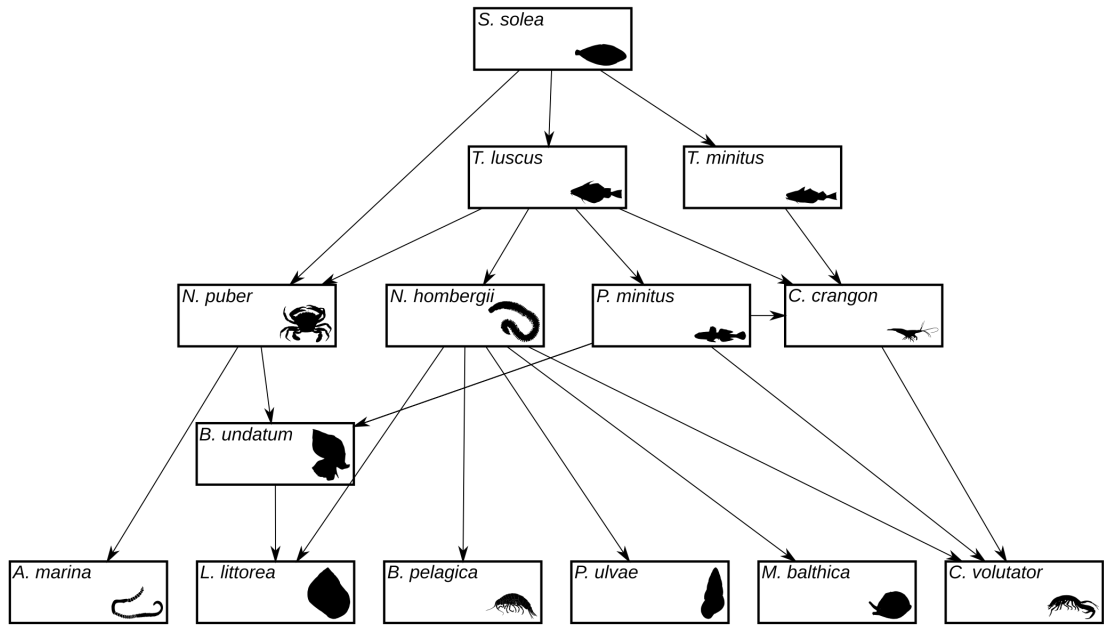 S. solea
T. luscus
T. minitus
N. puber
N. hombergii
P. minitus
C. crangon
B. undatum
A. marina
L. littorea
B. pelagica
P. ulvae
M. balthica
C. volutator